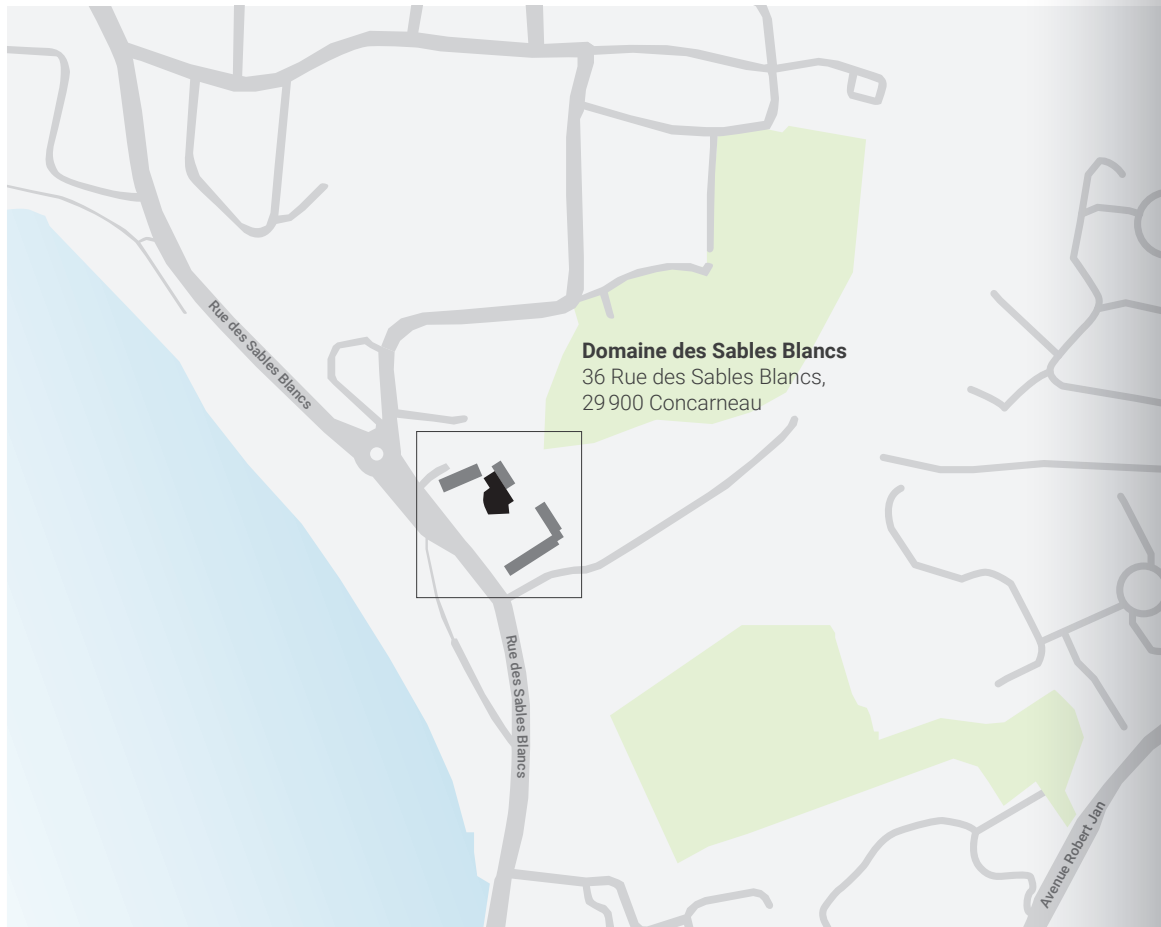 Rue des Sables Blancs
Domaine des Sables Blancs
36 Rue des Sables Blancs,
29 900 Concarneau
Rue des Sables Blancs
Avenue Robert Jan